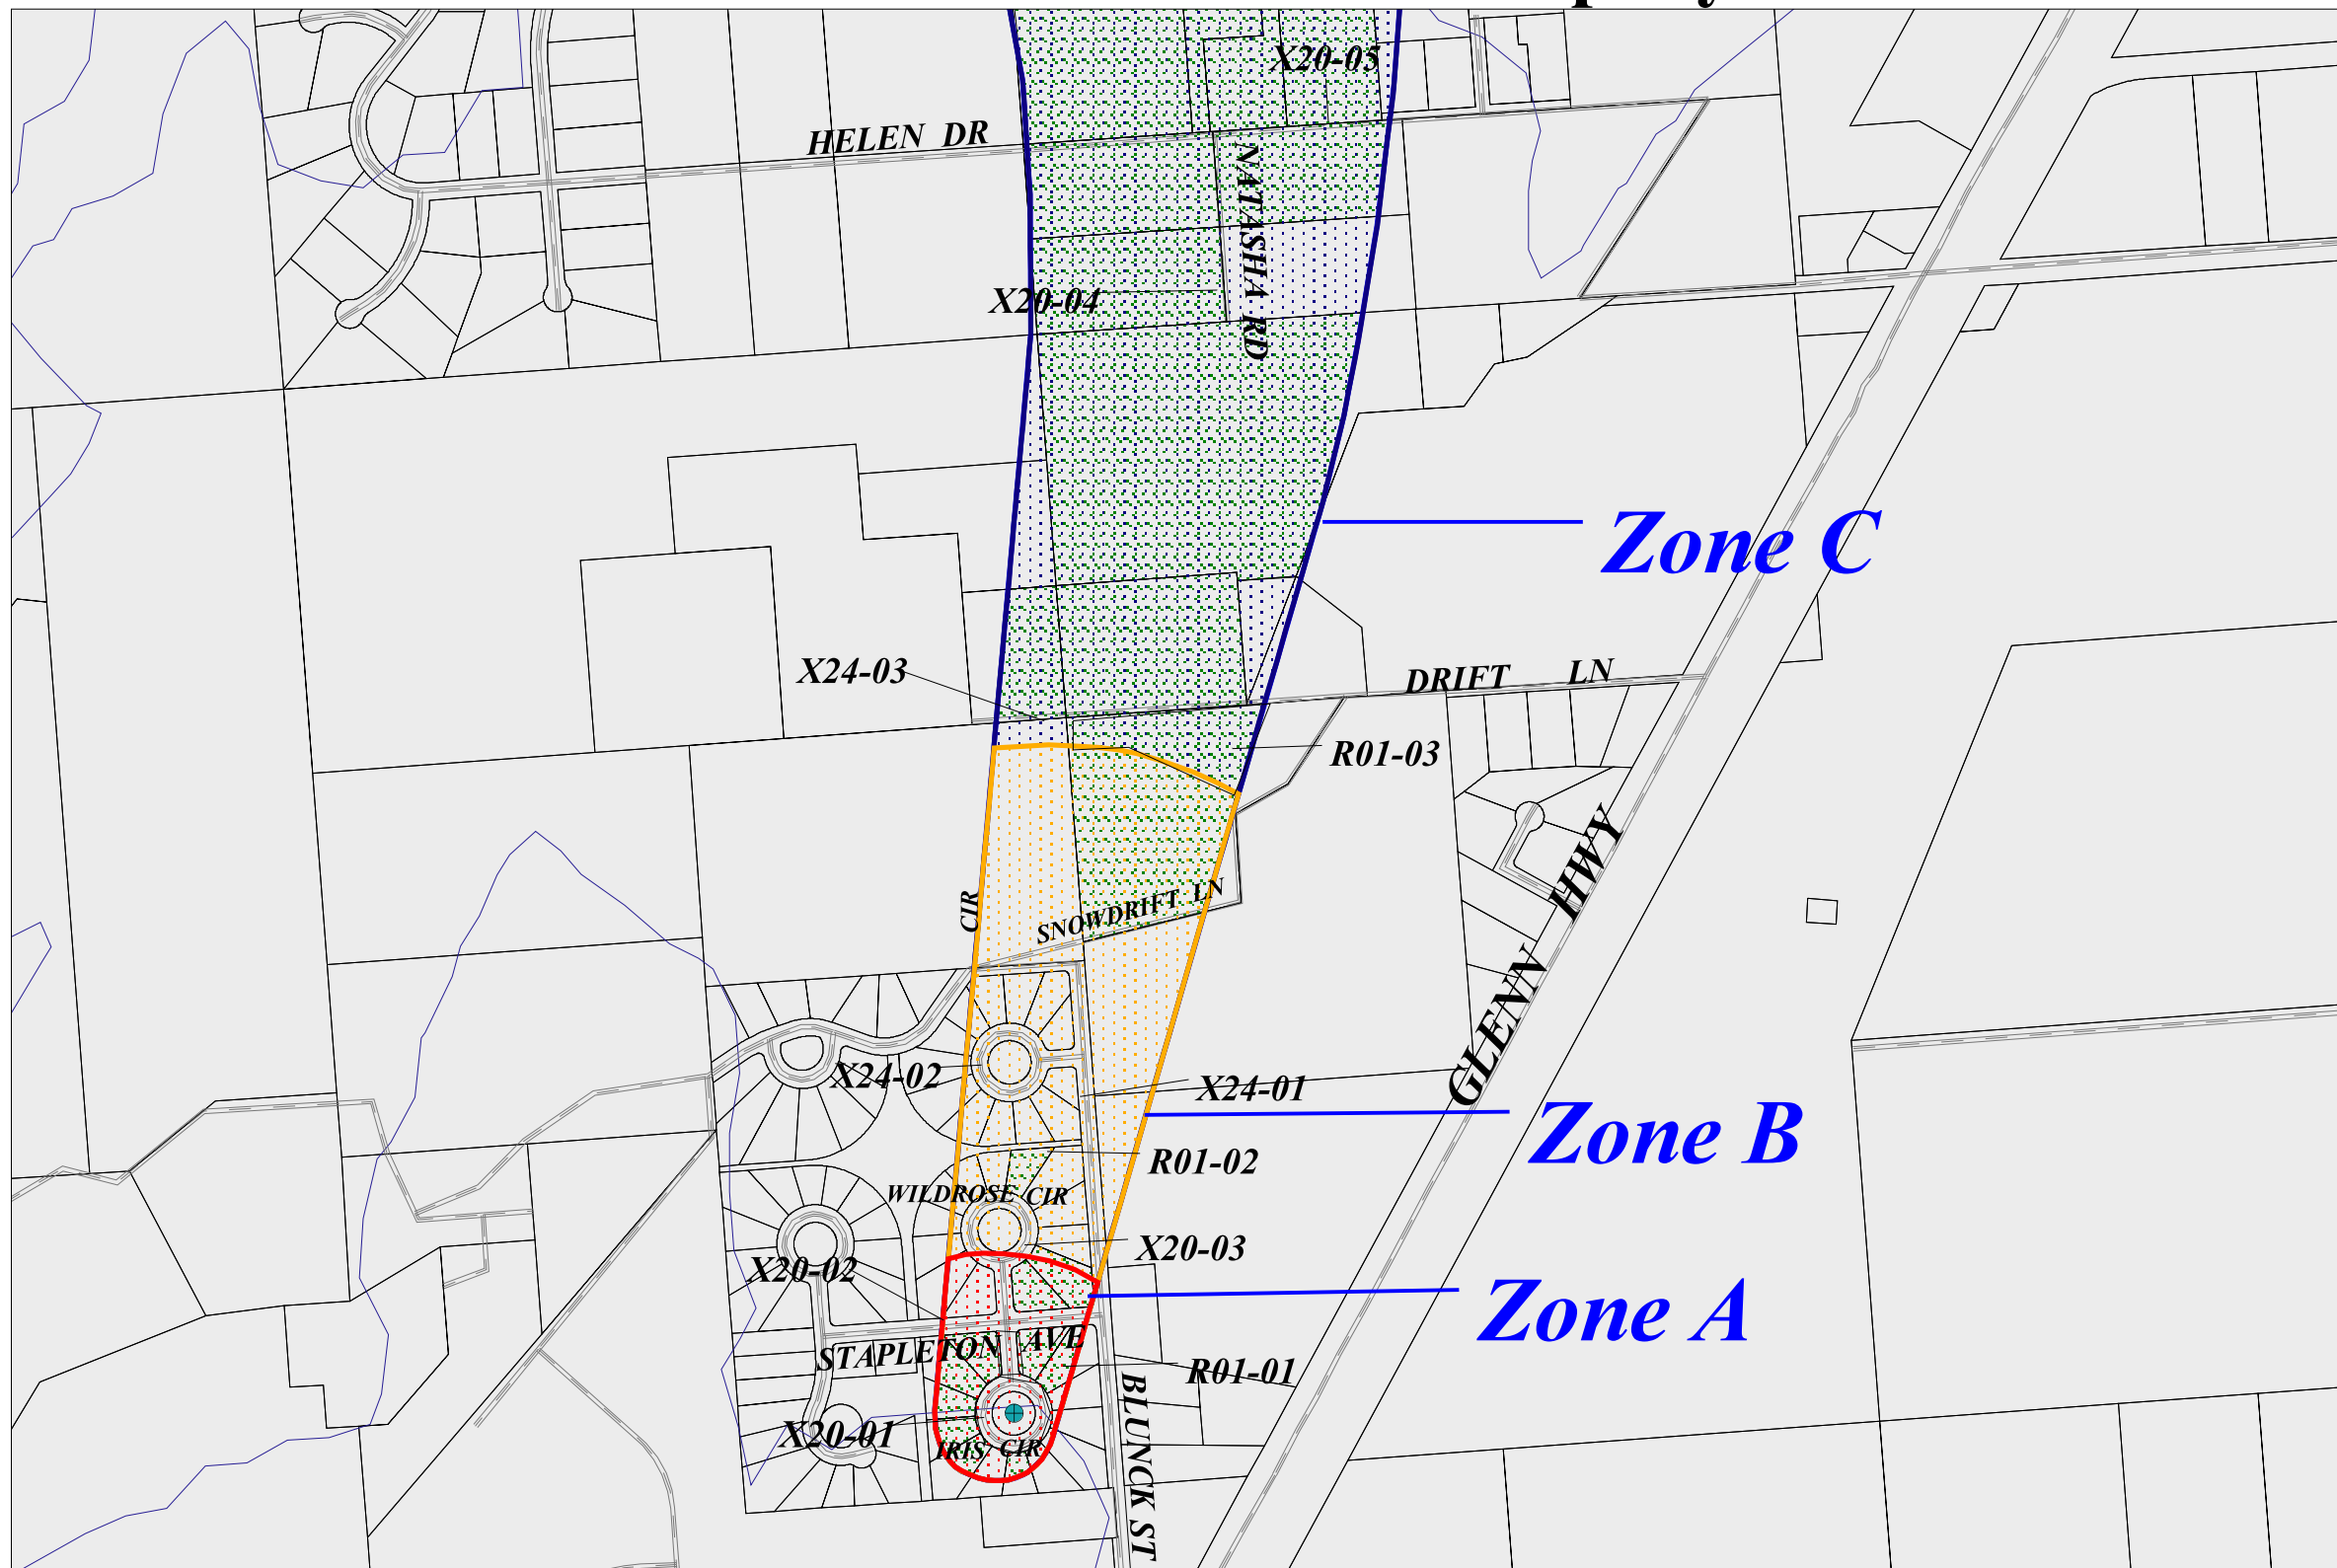 X20-05
HELEN DR
NATASHA RD
X20-04
Zone C
X24-03
DRIFT LN
R01-03
GLENN HWY
CIR
SNOWDRIFT LN
X24-02
X24-01
Zone B
R01-02
WILDROSE CIR
X20-03
X20-02
Zone A
STAPLETON AVE
R01-01
BLUNCK ST
X20-01
IRIS CIR